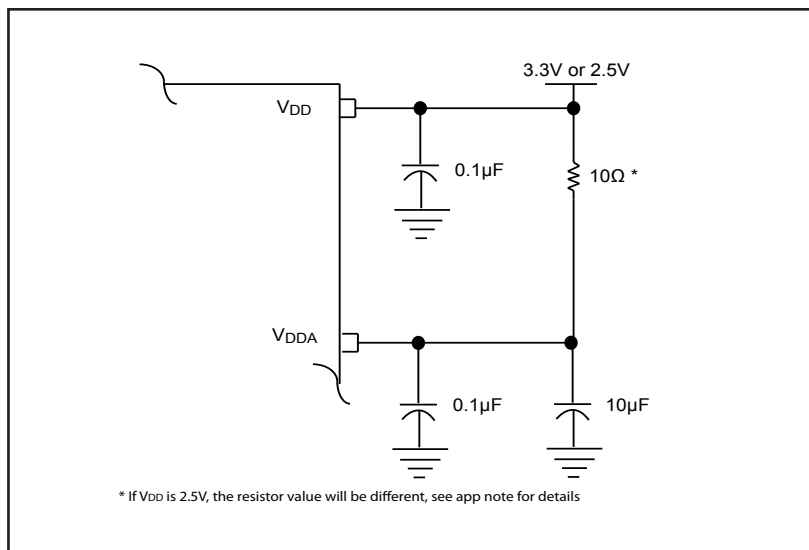 3.3V or 2.5V
VDD
0.1µF
10Ω *
VDDA
0.1µF
10µF
* If VDD is 2.5V, the resistor value will be different, see app note for details